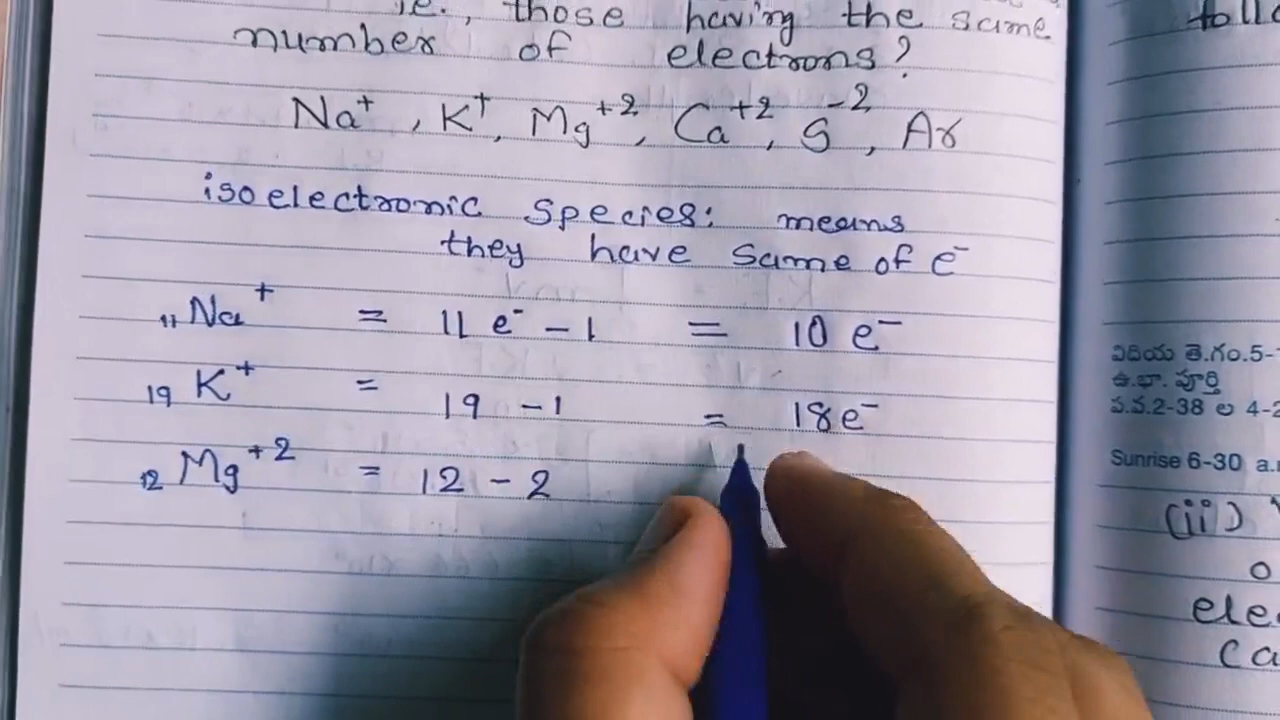 i.e., those having the same
number of electrons?
Na⁺, K⁺, Mg⁺², Ca⁺², S⁻², Ar
isoelectronic species: means
they have same of e⁻
₁₁Na⁺ = 11 e⁻ - 1 = 10 e⁻
₁₉K⁺ = 19 - 1 = 18e⁻
₁₂Mg⁺² = 12 - 2
విదియ తె.గం.5-
ఉ.భా. పూర్తి
ప.వ.2-38 ల 4-2
Sunrise 6-30 a.
(ii)
ele
Ca